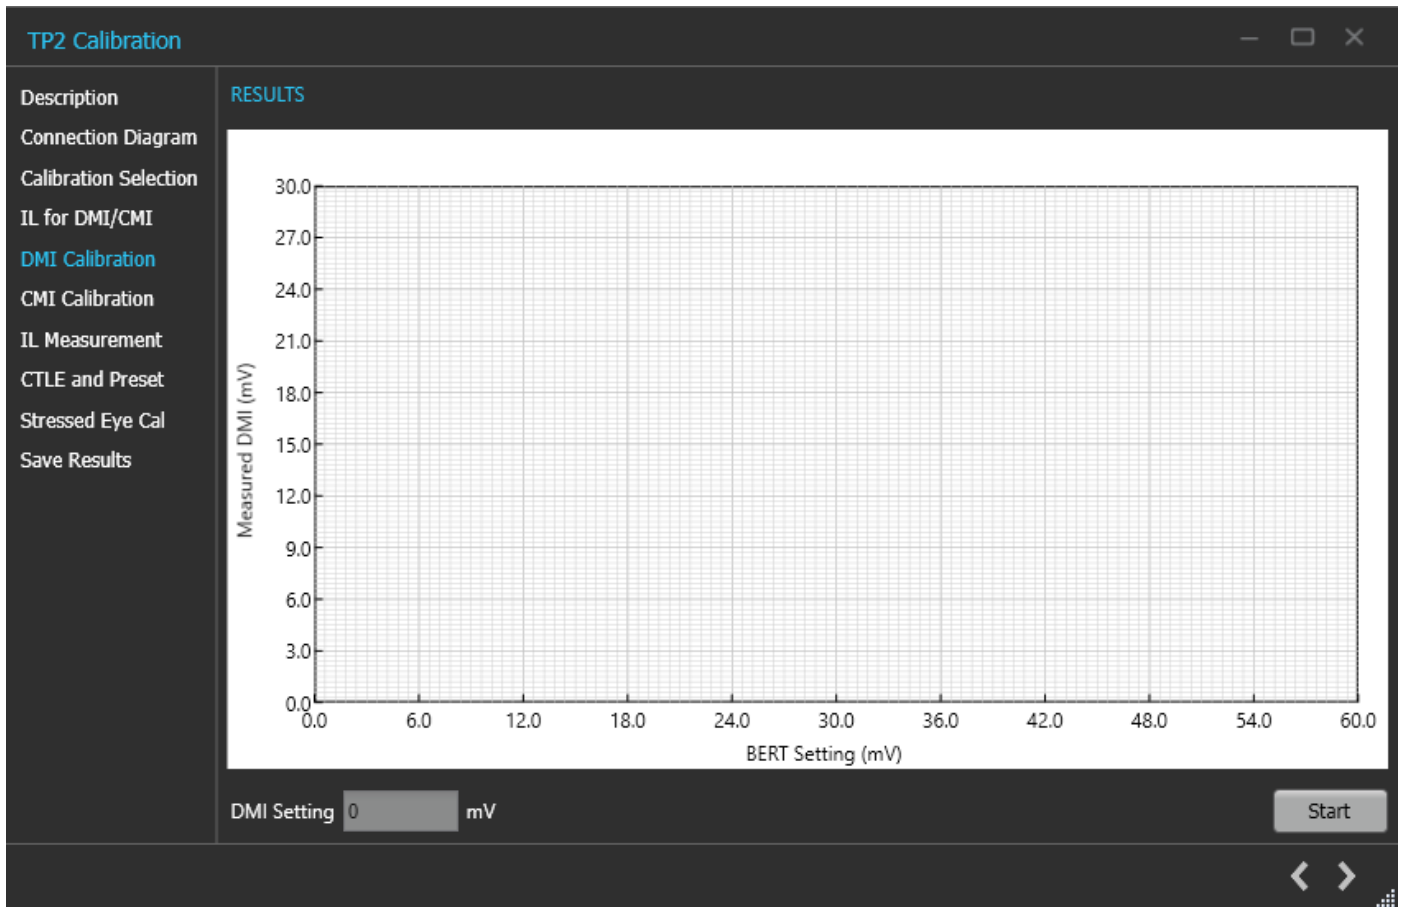 TP2 Calibration
Description
Connection Diagram
Calibration Selection
IL for DMI/CMI
DMI Calibration
CMI Calibration
IL Measurement
CTLE and Preset
Stressed Eye Cal
Save Results
RESULTS
Measured DMI (mV)
30.0
27.0
24.0
21.0
18.0
15.0
12.0
9.0
6.0
3.0
0.0
0.0 6.0 12.0 18.0 24.0 30.0 36.0 42.0 48.0 54.0 60.0
BERT Setting (mV)
DMI Setting 0 mV
Start